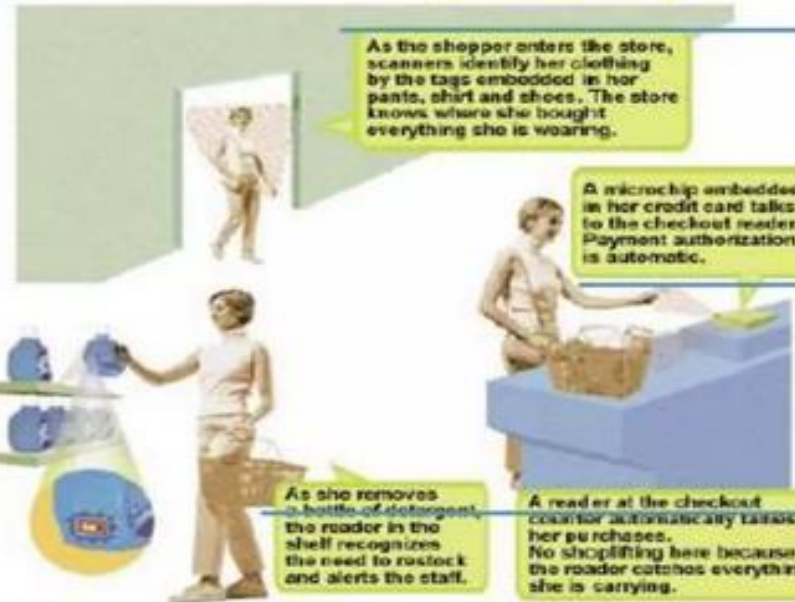 As the shopper enters the store,
scanners identify her clothing
by the tags embedded in her
pants, shirt and shoes. The store
knows where she bought
everything she is wearing.
A microchip embedded
in her credit card talks
to the checkout reader
Payment authorization
is automatic.
As she removes
a bottle of detergent,
the reader in the
shelf recognizes
the need to restock
and alerts the staff.
A reader at the checkout
counter automatically tallies
her purchases.
No shoplifting here because
the reader catches everything
she is carrying.